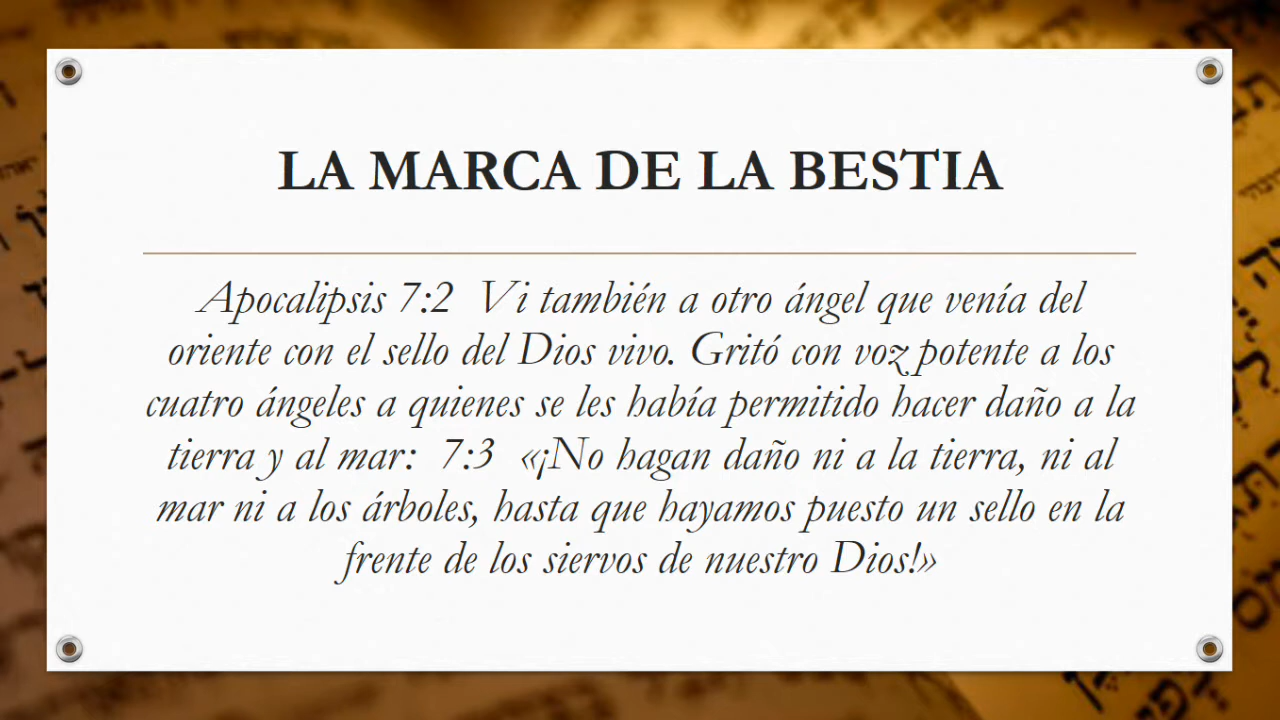 LA MARCA DE LA BESTIA
Apocalipsis 7:2  Vi también a otro ángel que venía del
oriente con el sello del Dios vivo. Gritó con voz potente a los
cuatro ángeles a quienes se les había permitido hacer daño a la
tierra y al mar:  7:3  «¡No hagan daño ni a la tierra, ni al
mar ni a los árboles, hasta que hayamos puesto un sello en la
frente de los siervos de nuestro Dios!»